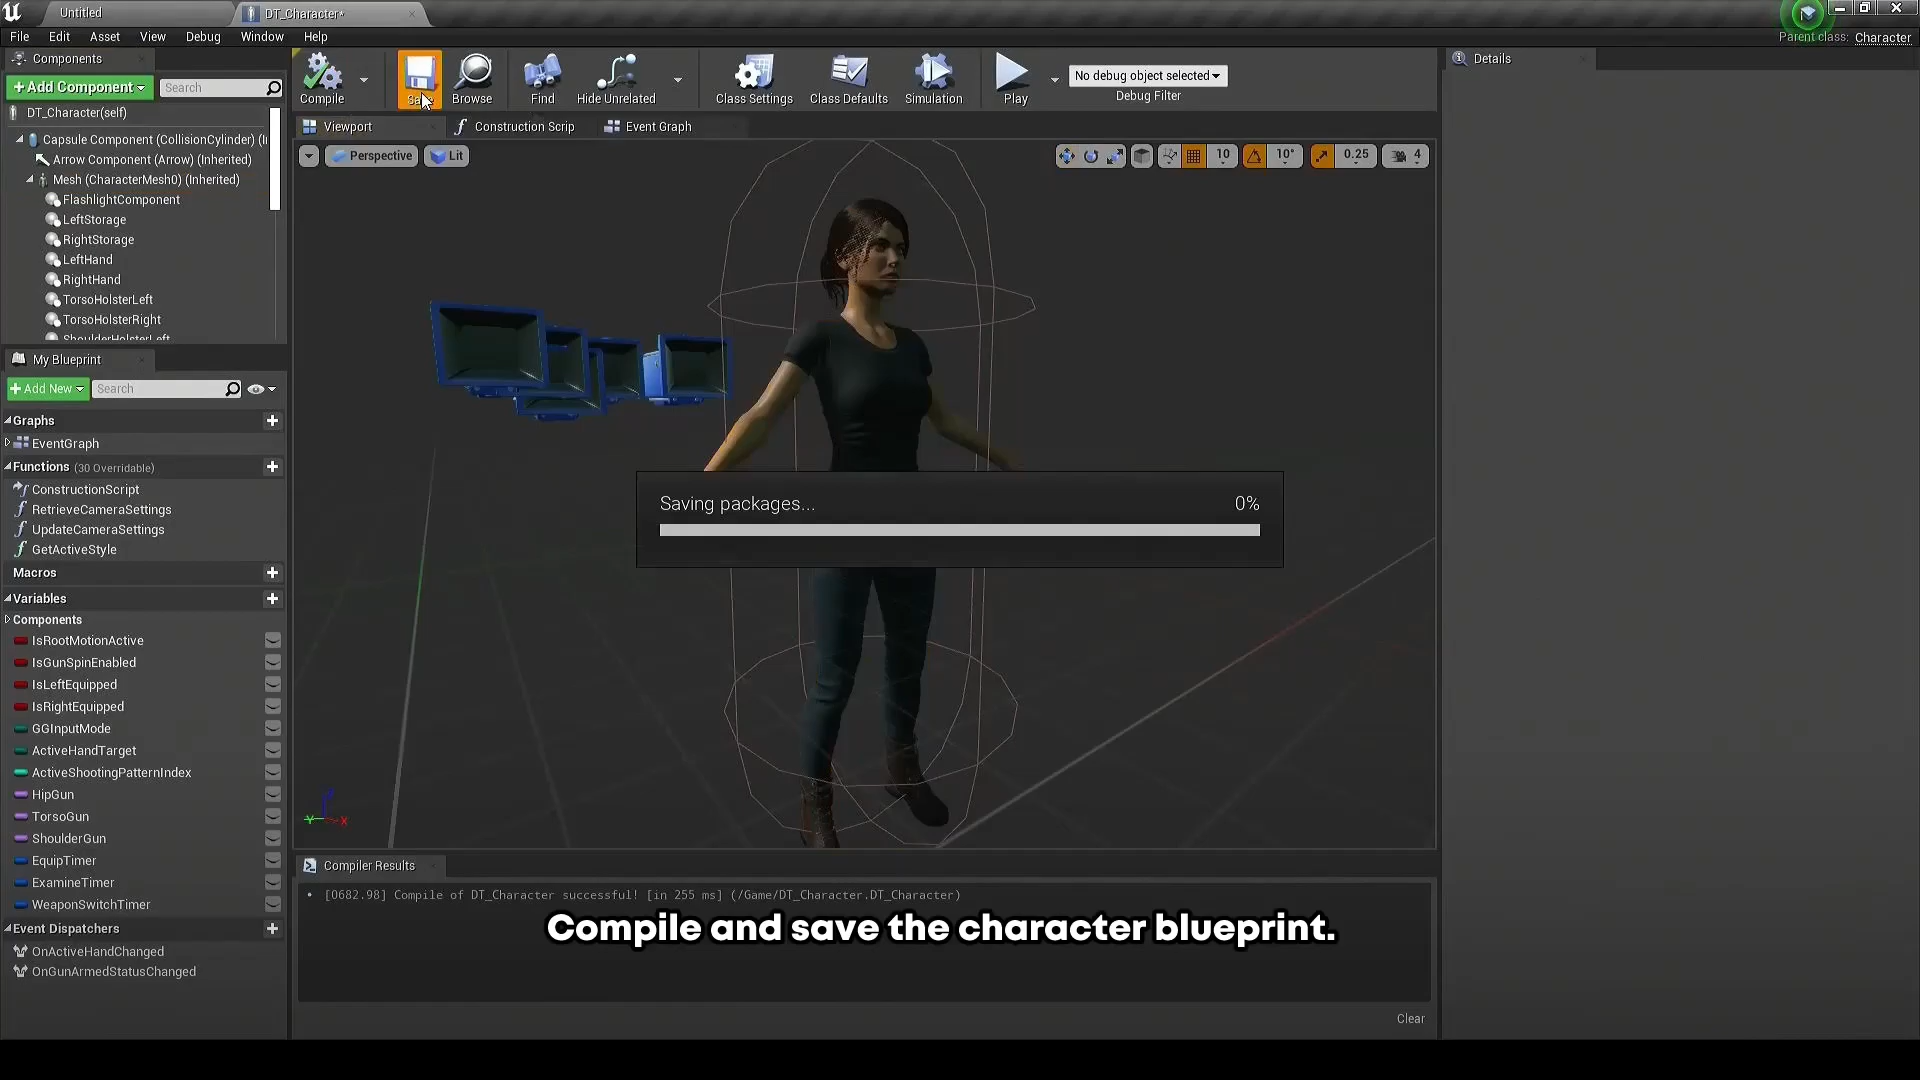 Untitled
DT_Character*
File Edit Asset View Debug Window Help
Parent class: Character
Components
+Add Component
Search
DT_Character(self)
Capsule Component (CollisionCylinder) (I
Arrow Component (Arrow) (Inherited)
Mesh (CharacterMesh0) (Inherited)
FlashlightComponent
LeftStorage
RightStorage
LeftHand
RightHand
TorsoHolsterLeft
TorsoHolsterRight
ShoulderHolsterLeft
My Blueprint
+Add New
Search
Graphs
EventGraph
Functions (30 Overridable)
ConstructionScript
RetrieveCameraSettings
UpdateCameraSettings
GetActiveStyle
Macros
Variables
Components
IsRootMotionActive
IsGunSpinEnabled
IsLeftEquipped
IsRightEquipped
GGInputMode
ActiveHandTarget
ActiveShootingPatternIndex
HipGun
TorsoGun
ShoulderGun
EquipTimer
ExamineTimer
WeaponSwitchTimer
Event Dispatchers
OnActiveHandChanged
OnGunArmedStatusChanged
Compile
Browse
Find
Hide Unrelated
Class Settings
Class Defaults
Simulation
Play
No debug object selected
Debug Filter
Viewport
Construction Scrip
Event Graph
Perspective
Lit
10
10°
0.25
4
Saving packages... 0%
Compiler Results
• [0682.98] Compile of DT_Character successful! [in 255 ms] (/Game/DT_Character.DT_Character)
Compile and save the character blueprint.
Clear
Details